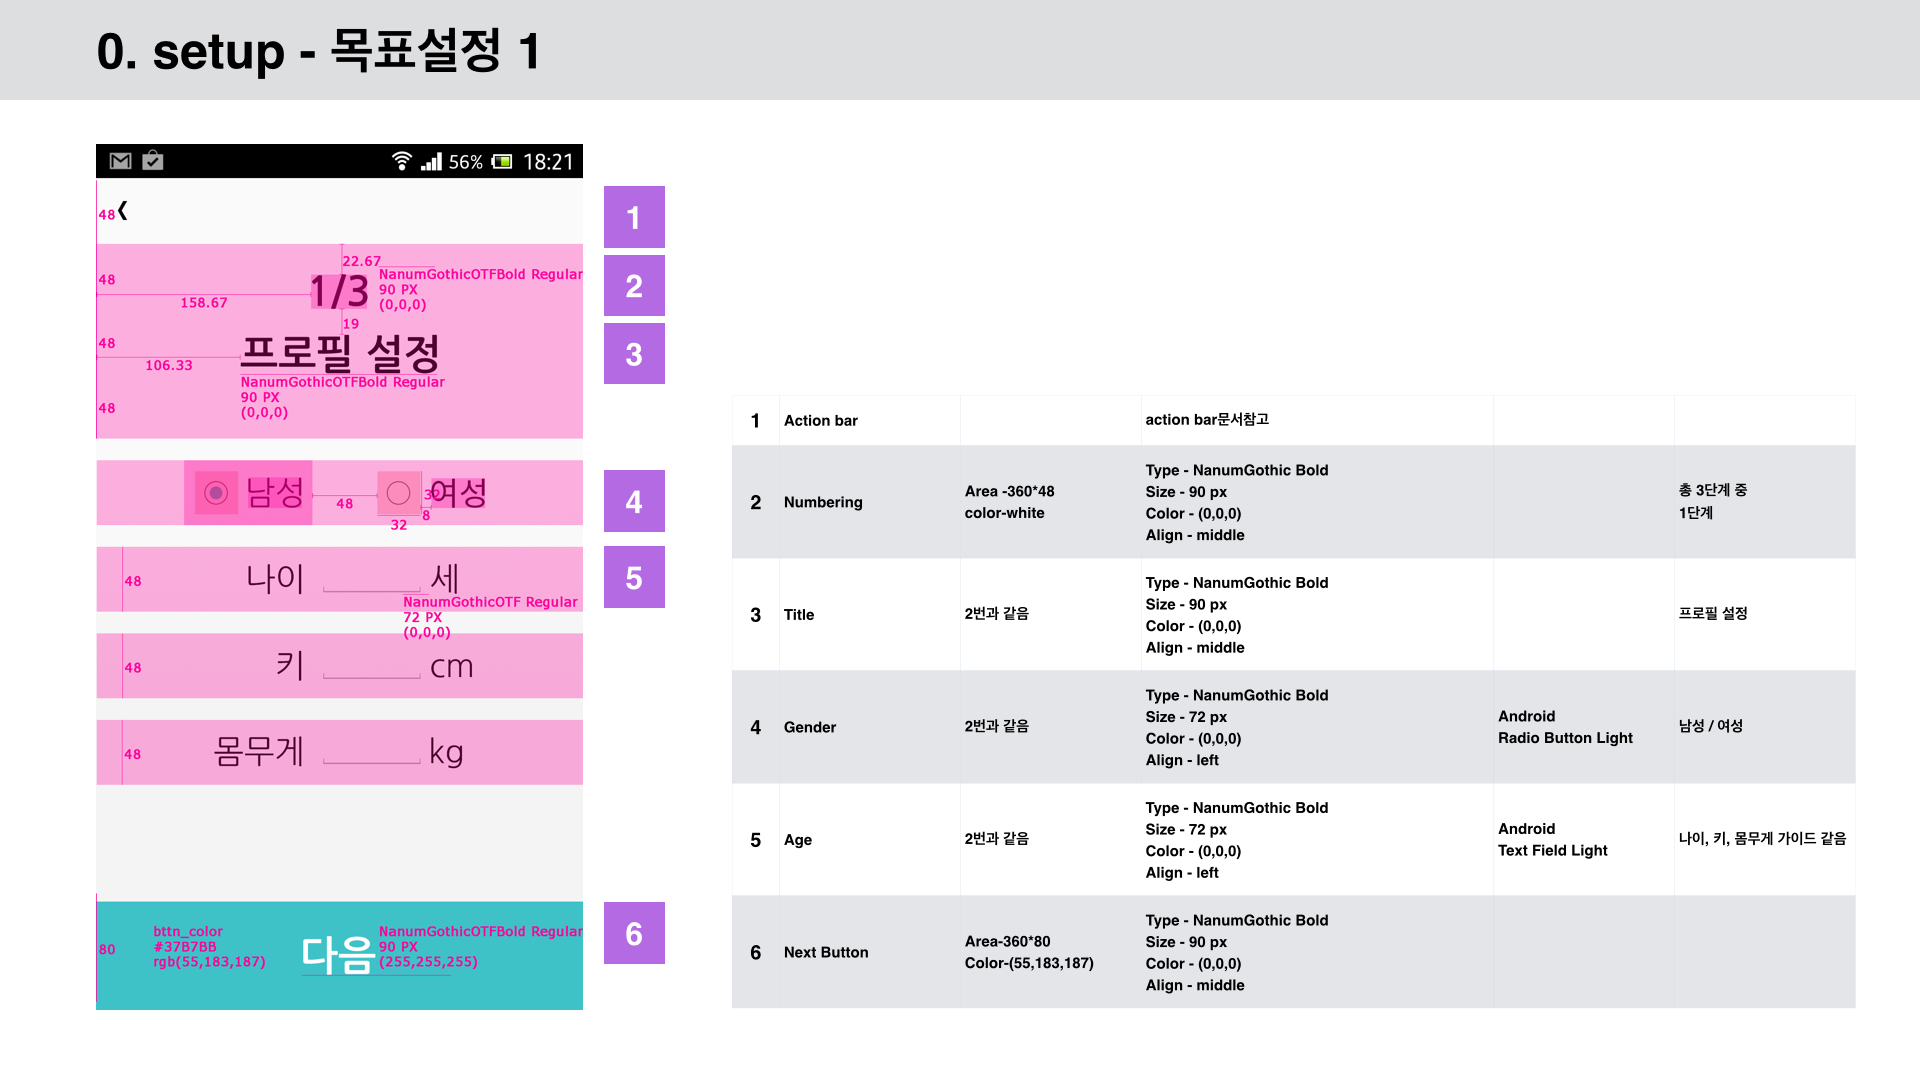 0. setup - 목표설정 1
56% 18:21
48
1
48
22.67
1/3
NanumGothicOTFBold Regular
90 PX
(0,0,0)
158.67
2
19
48
프로필 설정
106.33
NanumGothicOTFBold Regular
90 PX
(0,0,0)
48
3
남성 48 32 여성
32 8
4
48 나이 세
NanumGothicOTF Regular
72 PX
(0,0,0)
5
48 키 cm
48 몸무게 kg
80
bttn_color
#37B7BB
rgb(55,183,187)
다음
NanumGothicOTFBold Regular
90 PX
(255,255,255)
6
1 Action bar action bar문서참고
2 Numbering
Area -360*48
color-white
Type - NanumGothic Bold
Size - 90 px
Color - (0,0,0)
Align - middle
총 3단계 중
1단계
3 Title
2번과 같음
Type - NanumGothic Bold
Size - 90 px
Color - (0,0,0)
Align - middle
프로필 설정
4 Gender
2번과 같음
Type - NanumGothic Bold
Size - 72 px
Color - (0,0,0)
Align - left
Android
Radio Button Light
남성 / 여성
5 Age
2번과 같음
Type - NanumGothic Bold
Size - 72 px
Color - (0,0,0)
Align - left
Android
Text Field Light
나이, 키, 몸무게 가이드 같음
6 Next Button
Area-360*80
Color-(55,183,187)
Type - NanumGothic Bold
Size - 90 px
Color - (0,0,0)
Align - middle